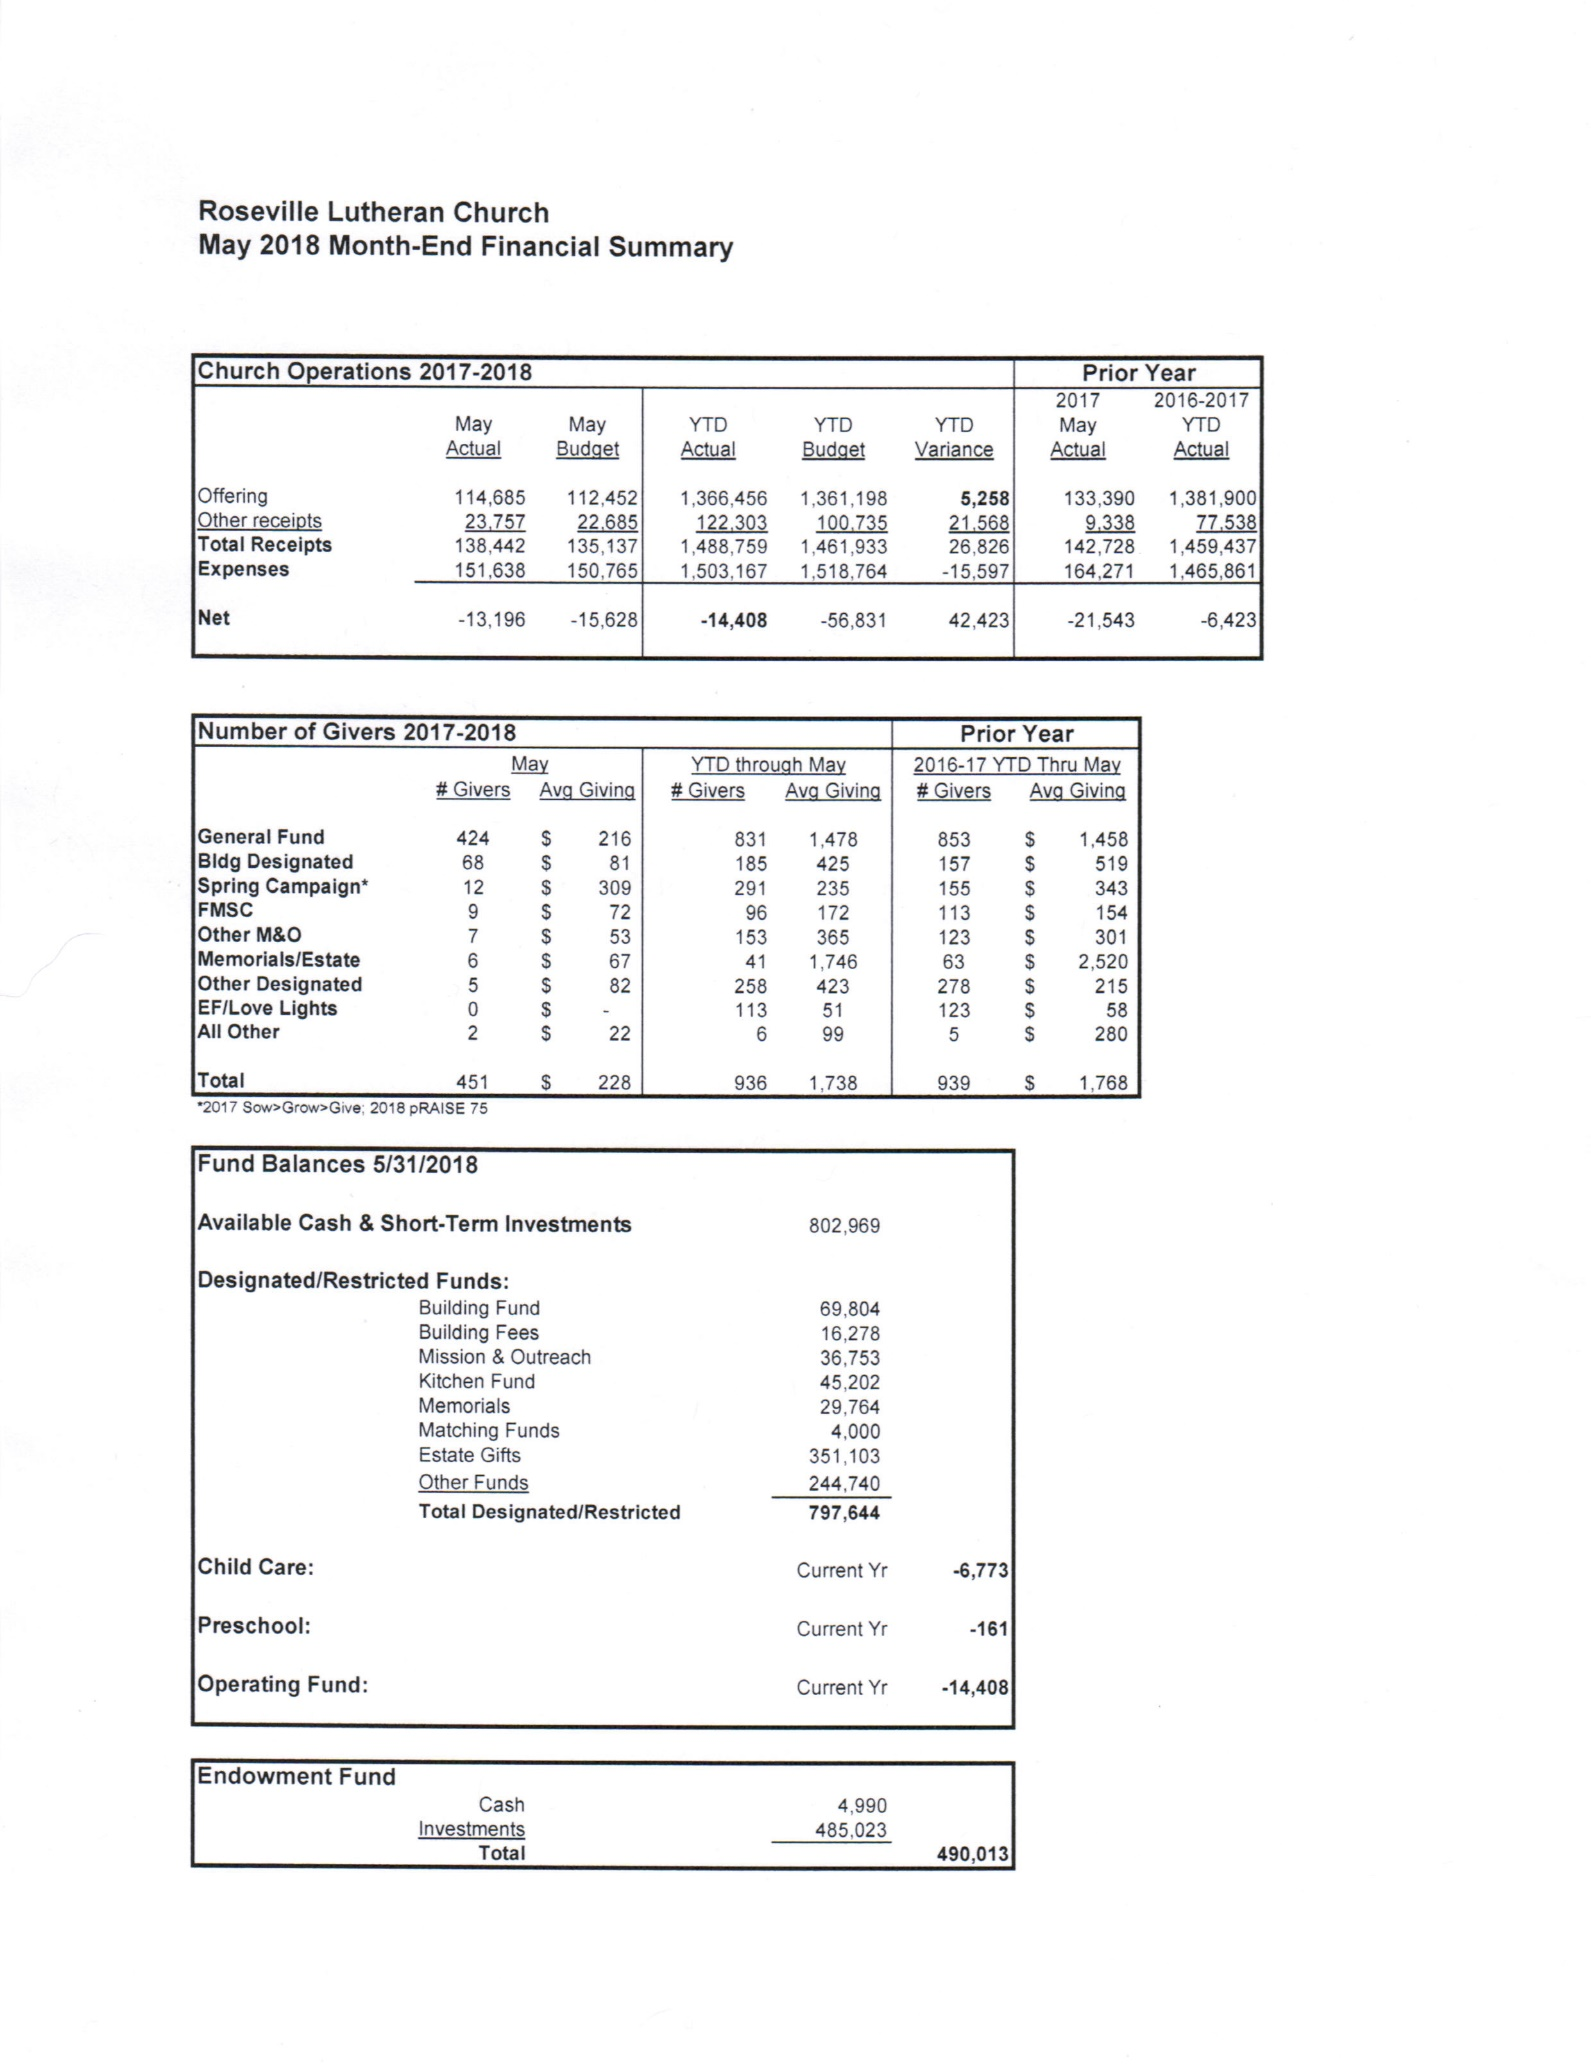 Roseville Lutheran Church
May 2018 Month-End Financial Summary
Church Operations 2017-2018 Prior Year
2017 2016-2017
May May YTD YTD YTD May YTD
Actual Budget Actual Budget Variance Actual Actual
Offering 114,685 112,452 1,366,456 1,361,198 5,258 133,390 1,381,900
Other receipts 23,757 22,685 122,303 100,735 21,568 9,338 77,538
Total Receipts 138,442 135,137 1,488,759 1,461,933 26,826 142,728 1,459,437
Expenses 151,638 150,765 1,503,167 1,518,764 -15,597 164,271 1,465,861
Net -13,196 -15,628 -14,408 -56,831 42,423 -21,543 -6,423
Number of Givers 2017-2018 Prior Year
May YTD through May 2016-17 YTD Thru May
# Givers Avg Giving # Givers Avg Giving # Givers Avg Giving
General Fund 424 $ 216 831 1,478 853 $ 1,458
Bldg Designated 68 $ 81 185 425 157 $ 519
Spring Campaign* 12 $ 309 291 235 155 $ 343
FMSC 9 $ 72 96 172 113 $ 154
Other M&O 7 $ 53 153 365 123 $ 301
Memorials/Estate 6 $ 67 41 1,746 63 $ 2,520
Other Designated 5 $ 82 258 423 278 $ 215
EF/Love Lights 0 $ - 113 51 123 $ 58
All Other 2 $ 22 6 99 5 $ 280
Total 451 $ 228 936 1,738 939 $ 1,768
*2017 Sow>Grow>Give; 2018 pRAISE 75
Fund Balances 5/31/2018
Available Cash & Short-Term Investments 802,969
Designated/Restricted Funds:
Building Fund 69,804
Building Fees 16,278
Mission & Outreach 36,753
Kitchen Fund 45,202
Memorials 29,764
Matching Funds 4,000
Estate Gifts 351,103
Other Funds 244,740
Total Designated/Restricted 797,644
Child Care: Current Yr -6,773
Preschool: Current Yr -161
Operating Fund: Current Yr -14,408
Endowment Fund
Cash 4,990
Investments 485,023
Total 490,013